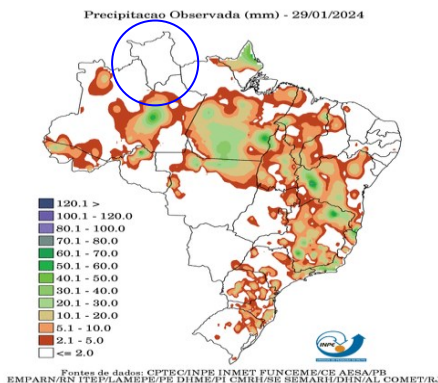 Precipitacao Observada (mm) - 29/01/2024
120.1 >
100.1 - 120.0
80.1 - 100.0
70.1 - 80.0
60.1 - 70.0
50.1 - 60.0
40.1 - 50.0
30.1 - 40.0
20.1 - 30.0
10.1 - 20.0
5.1 - 10.0
2.1 - 5.0
<= 2.0
INPE
Fontes de dados: CPTEC/INPE INMET FUNCEME/CE AESA/PB
EMPARN/RN ITEP/LAMEPE/PE DHME/PI CMRH/SE SEMARH/DHN/AL COMET/RJ